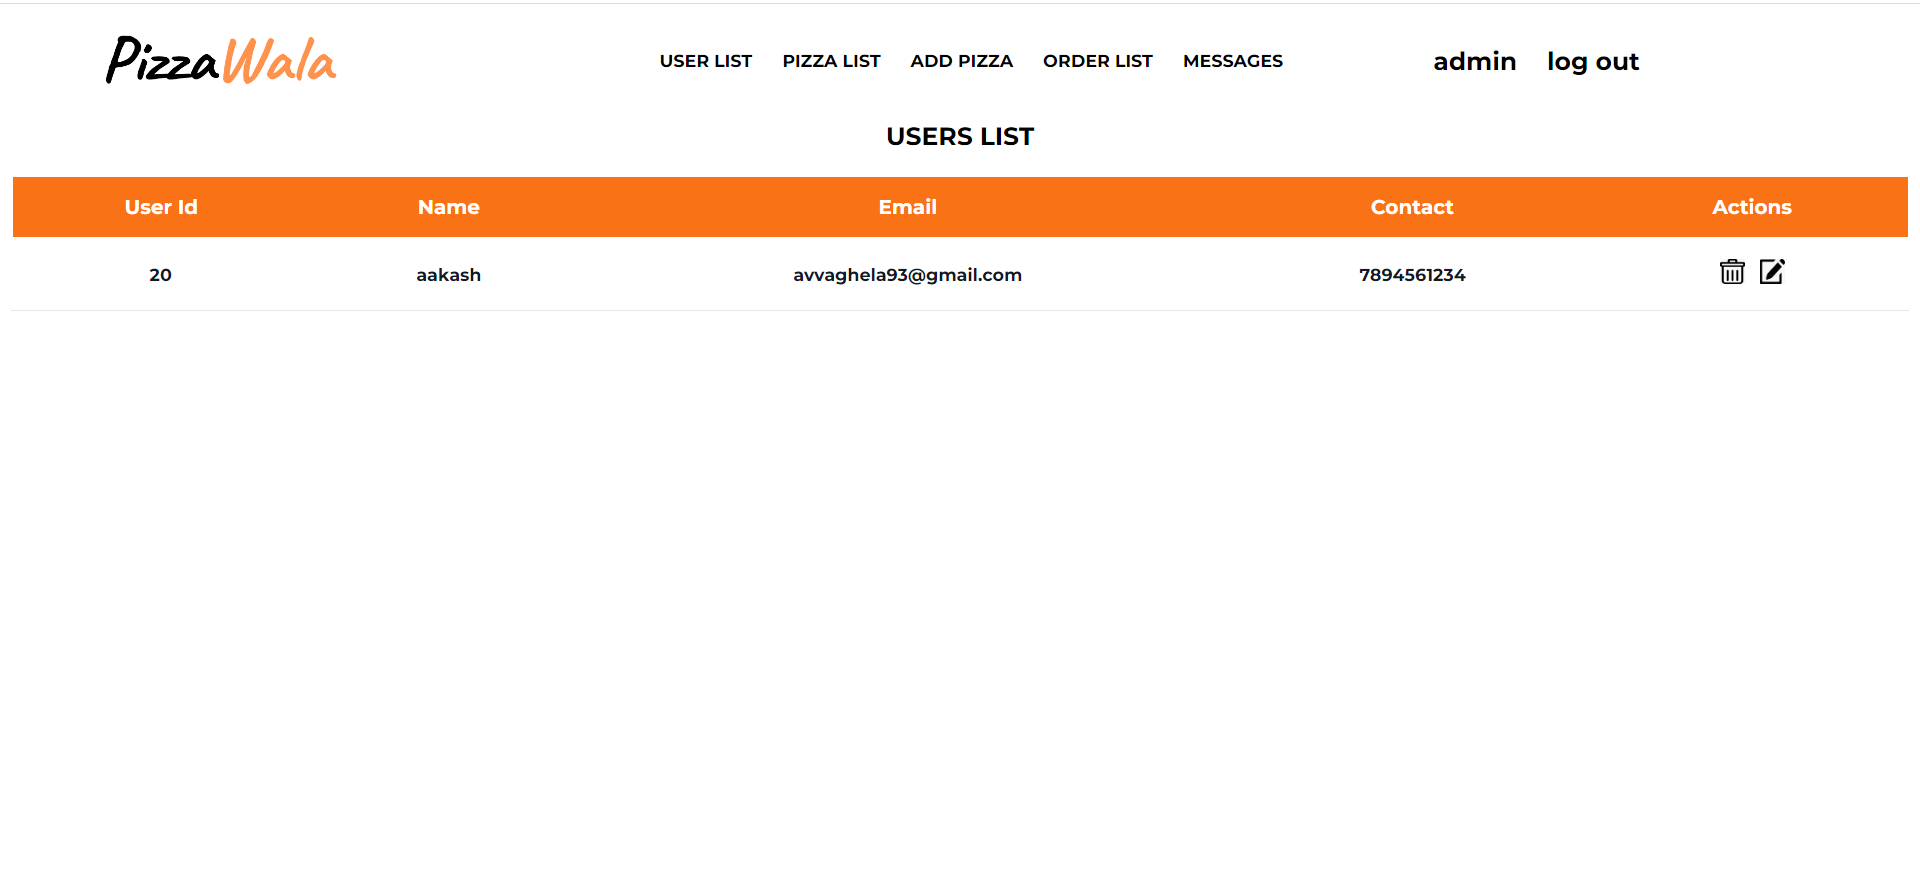 PizzaWala USER LIST PIZZA LIST ADD PIZZA ORDER LIST MESSAGES admin log out
USERS LIST
User Id Name Email Contact Actions
20 aakash avvaghela93@gmail.com 7894561234